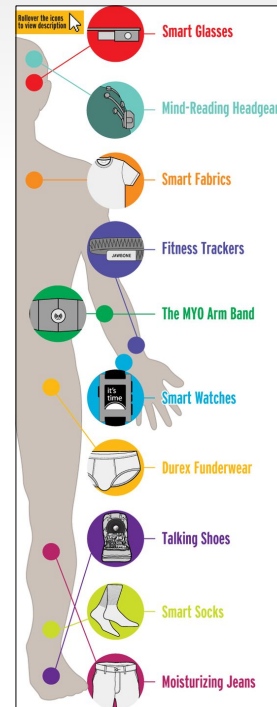 Rollover the icons
to view description
Smart Glasses
Mind-Reading Headgear
Smart Fabrics
Fitness Trackers
JAWBONE
The MYO Arm Band
it's
time
Smart Watches
Durex Funderwear
Talking Shoes
Smart Socks
Moisturizing Jeans